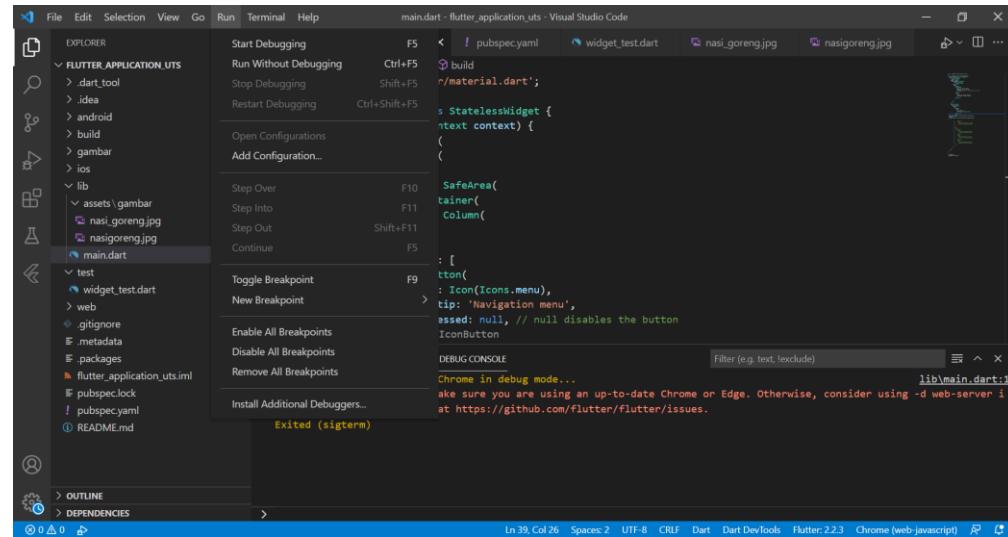 File Edit Selection View Go Run Terminal Help main.dart - flutter_application_uts - Visual Studio Code
EXPLORER
FLUTTER_APPLICATION_UTS
.dart_tool
.idea
android
build
gambar
ios
lib
assets \ gambar
nasi_goreng.jpg
nasigoreng.jpg
main.dart
test
widget_test.dart
web
.gitignore
.metadata
.packages
flutter_application_uts.iml
pubspec.lock
pubspec.yaml
README.md
OUTLINE
DEPENDENCIES
Start Debugging F5
Run Without Debugging Ctrl+F5
Stop Debugging Shift+F5
Restart Debugging Ctrl+Shift+F5
Open Configurations
Add Configuration...
Step Over F10
Step Into F11
Step Out Shift+F11
Continue F5
Toggle Breakpoint F9
New Breakpoint
Enable All Breakpoints
Disable All Breakpoints
Remove All Breakpoints
Install Additional Debuggers...
! pubspec.yaml widget_test.dart nasi_goreng.jpg nasigoreng.jpg
build
r/material.dart';
s StatelessWidget {
ntext context) {
(
(
SafeArea(
tainer(
Column(
: [
tton(
: Icon(Icons.menu),
tip: 'Navigation menu',
essed: null, // null disables the button
IconButton
DEBUG CONSOLE Filter (e.g. text, !exclude)
Chrome in debug mode... lib\main.dart:1
ake sure you are using an up-to-date Chrome or Edge. Otherwise, consider using -d web-server i
at https://github.com/flutter/flutter/issues.
Exited (sigterm)
>
0 0 Ln 39, Col 26 Spaces: 2 UTF-8 CRLF Dart Dart DevTools Flutter: 2.2.3 Chrome (web-javascript)